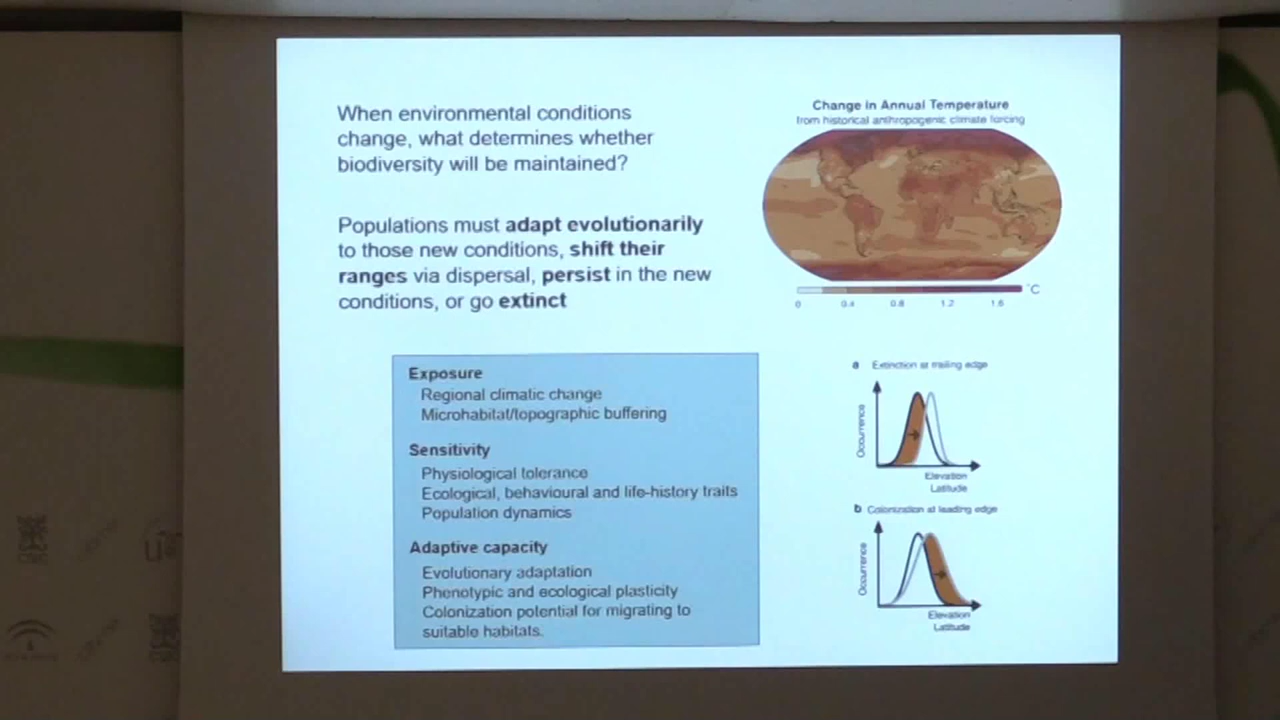 When environmental conditions
change, what determines whether
biodiversity will be maintained?
Populations must adapt evolutionarily
to those new conditions, shift their
ranges via dispersal, persist in the new
conditions, or go extinct
Exposure
Regional climatic change
Microhabitat/topographic buffering
Sensitivity
Physiological tolerance
Ecological, behavioural and life-history traits
Population dynamics
Adaptive capacity
Evolutionary adaptation
Phenotypic and ecological plasticity
Colonization potential for migrating to
suitable habitats.
Change in Annual Temperature
from historical anthropogenic climate forcing
°C
0 0.4 0.8 1.2 1.6
a Extinction at trailing edge
Occurrence
Elevation
Latitude
b Colonization at leading edge
Occurrence
Elevation
Latitude